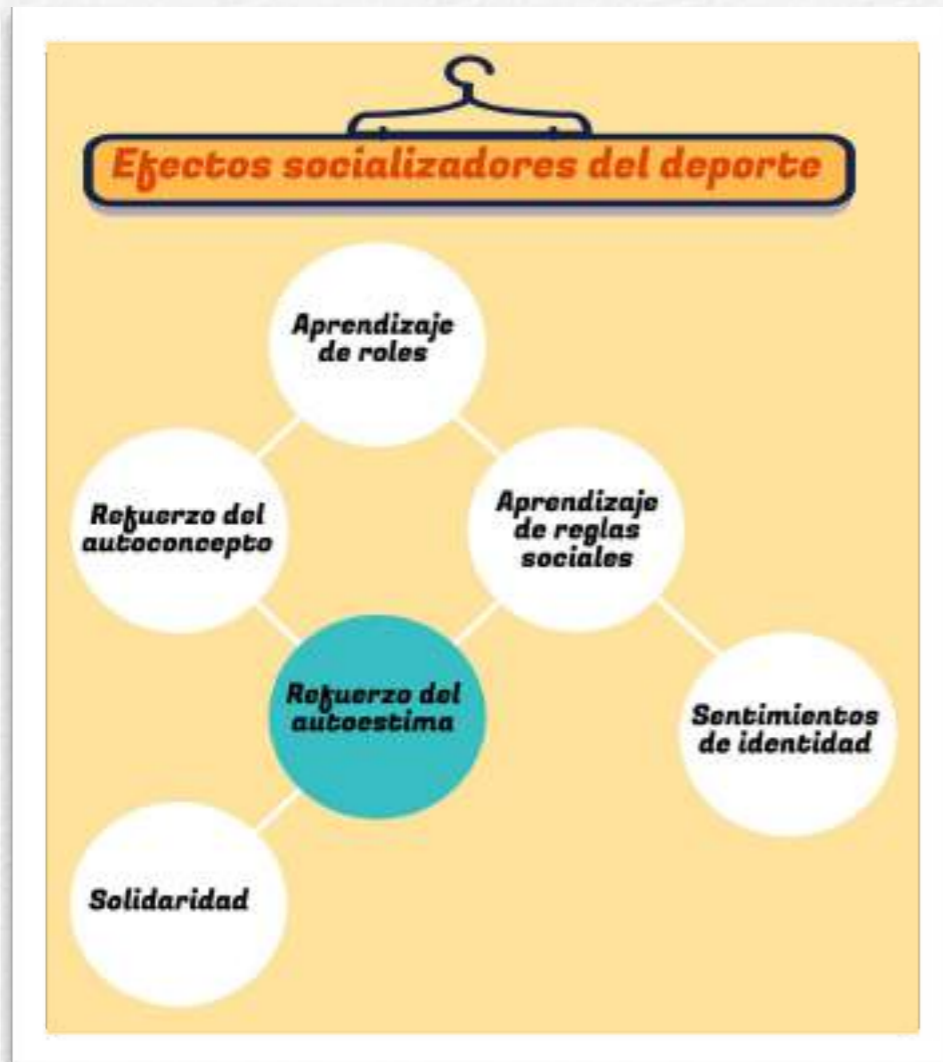 Efectos socializadores del deporte
Aprendizaje
de roles
Refuerzo del
autoconcepto
Aprendizaje
de reglas
sociales
Refuerzo del
autoestima
Sentimientos
de identidad
Solidaridad